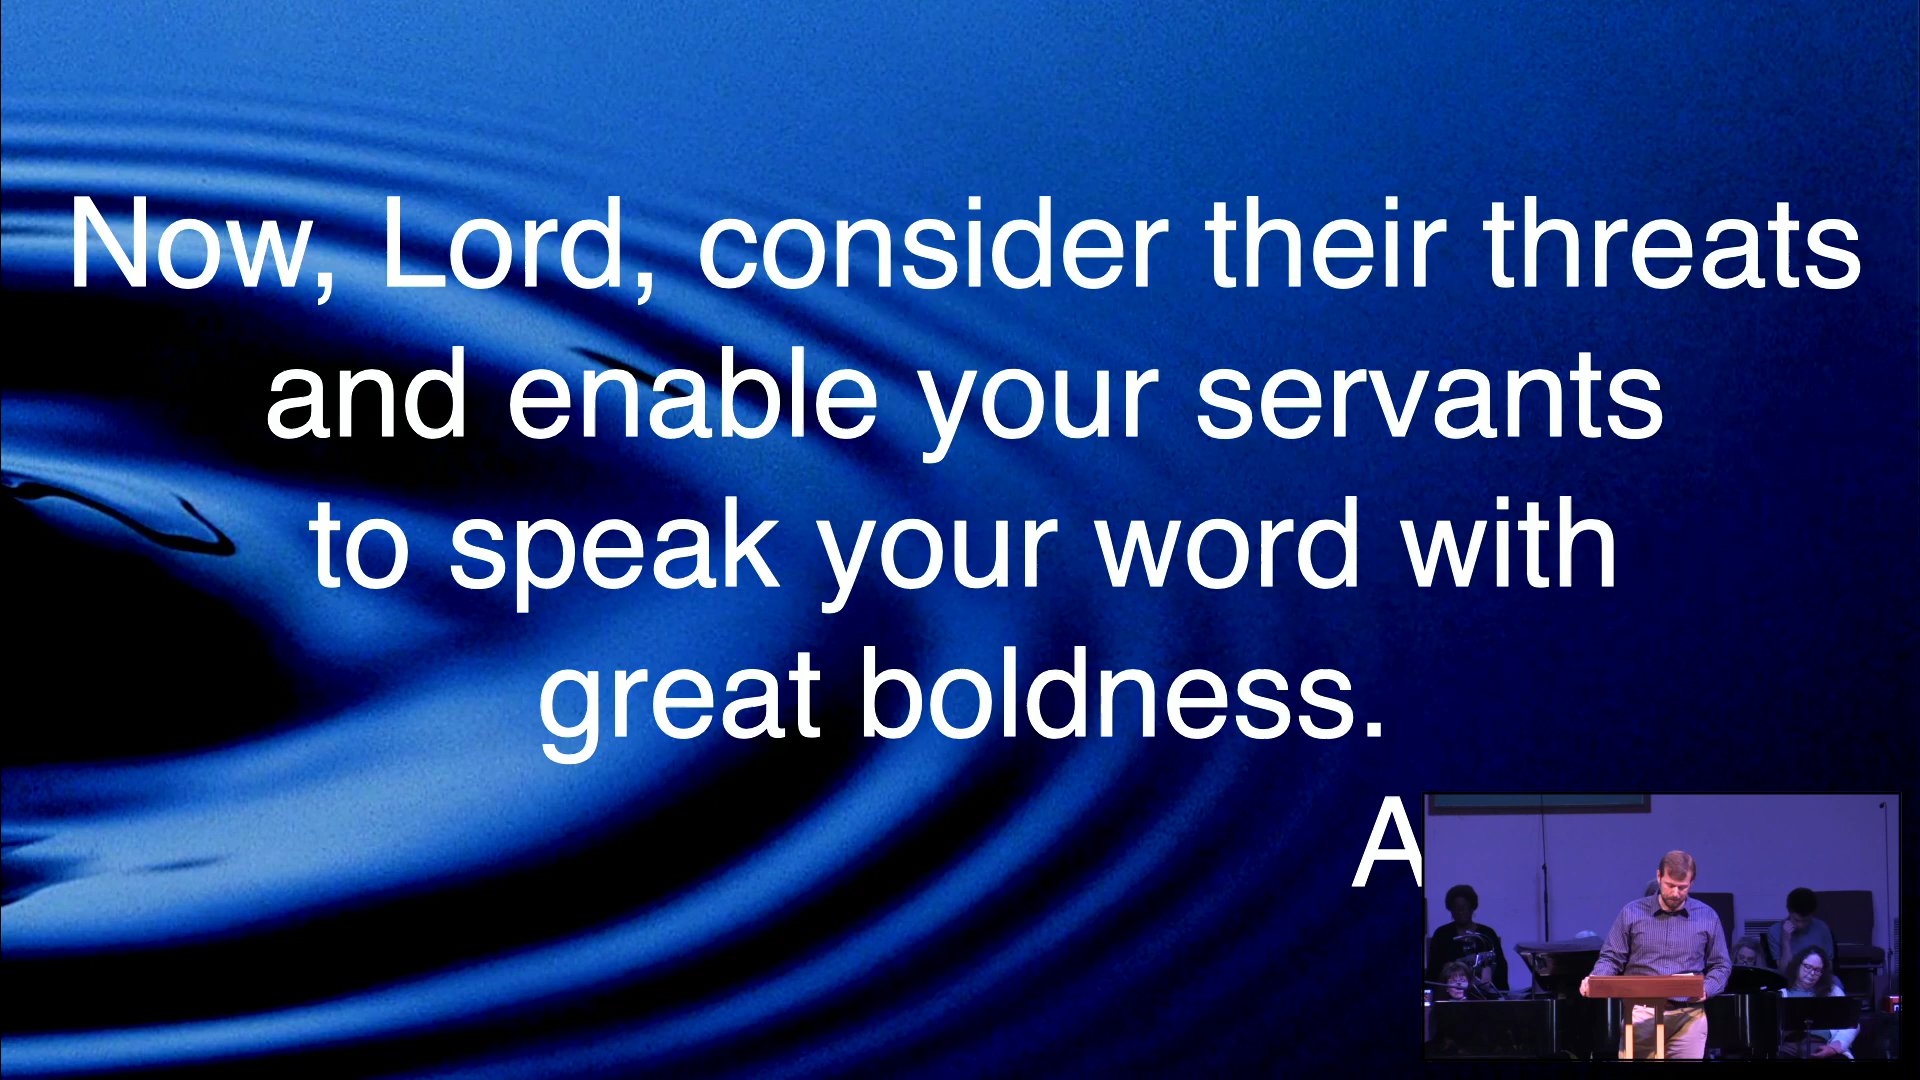 Now, Lord, consider their threats
and enable your servants
to speak your word with
great boldness.